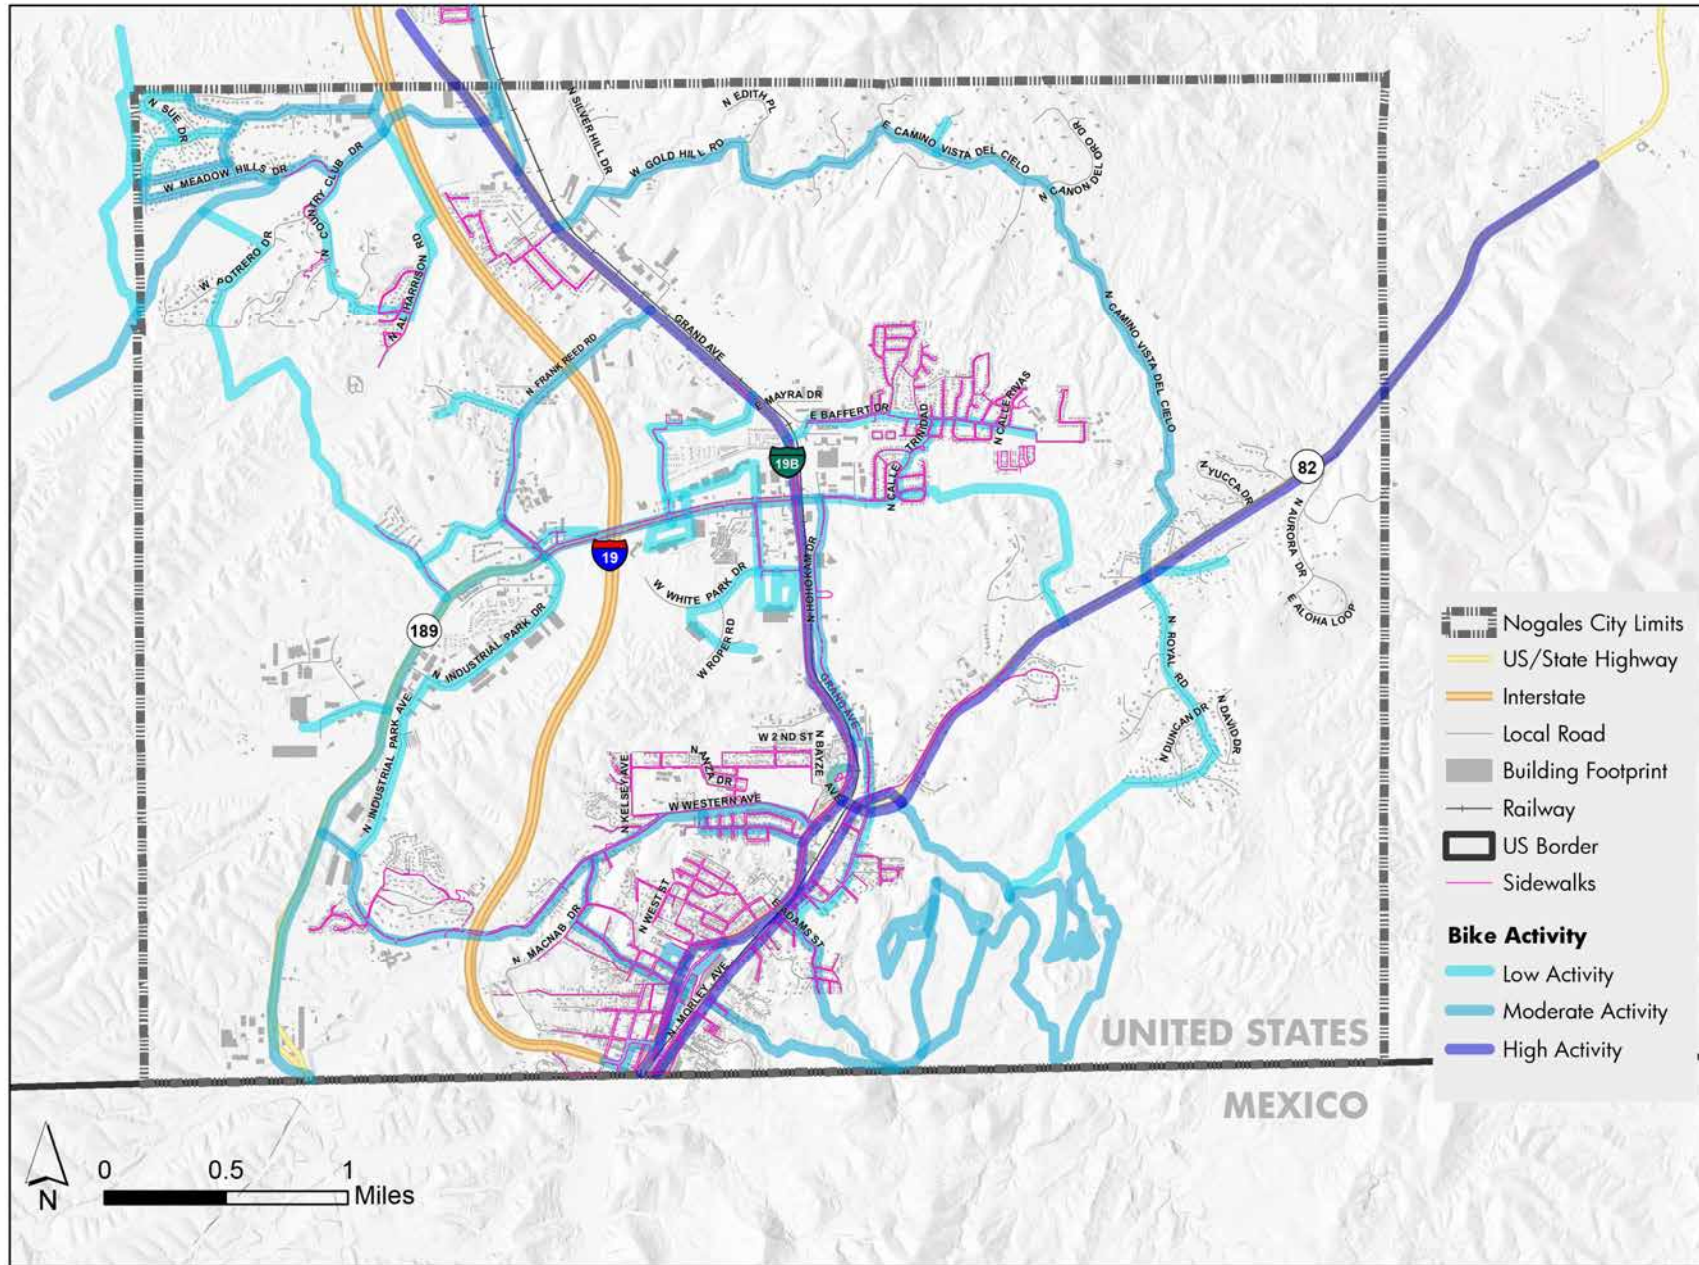 N SUE DR
W MEADOW HILLS DR
N COUNTRY CLUB DR
W POTRERO DR
N AL HARRISON RD
N SILVER HILL DR
N EDITH PL
W GOLD HILL RD
E CAMINO VISTA DEL CIELO
N CANON DEL ORO DR
N CAMINO VISTA DEL CIELO
GRAND AVE
N FRANK REED RD
E MAYRA DR
E BAFFERT DR
N CALLE RIVAS
N CALLE TRINIDAD
19B
82
N YUCCA DR
N AURORA DR
E ALOHA LOOP
19
189
N INDUSTRIAL PARK DR
N INDUSTRIAL PARK AVE
W WHITE PARK DR
W ROPER RD
N HOHOKAM DR
GRAND AVE
N ROYAL RD
N DUNCAN DR
N DAVID DR
W 2 ND ST
N BAYZE AVE
N ANZA DR
N KELSEY AVE
W WESTERN AVE
N WEST ST
N MACNAB DR
E ADAMS ST
N MORLEY AVE
UNITED STATES
MEXICO
N
0 0.5 1
Miles
Nogales City Limits
US/State Highway
Interstate
Local Road
Building Footprint
Railway
US Border
Sidewalks
Bike Activity
Low Activity
Moderate Activity
High Activity